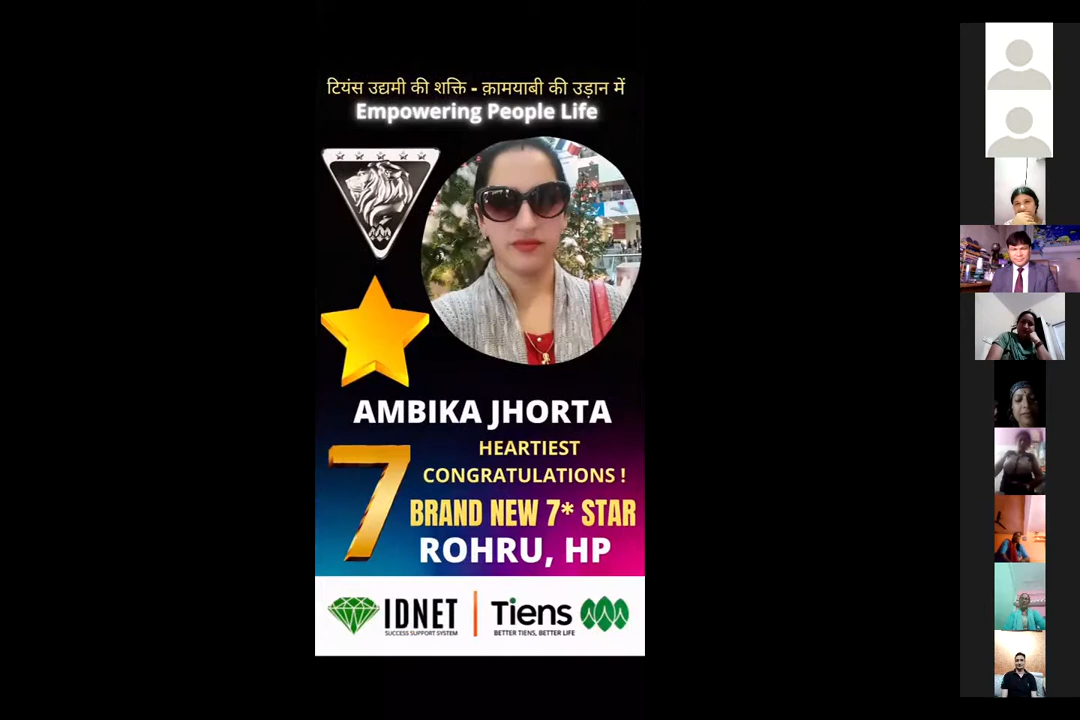 टियंस उद्यमी की शक्ति - क़ामयाबी की उड़ान में
Empowering People Life
AMBIKA JHORTA
7
HEARTIEST
CONGRATULATIONS !
BRAND NEW 7* STAR
ROHRU, HP
IDNET
SUCCESS SUPPORT SYSTEM
Tiens
BETTER TIENS, BETTER LIFE